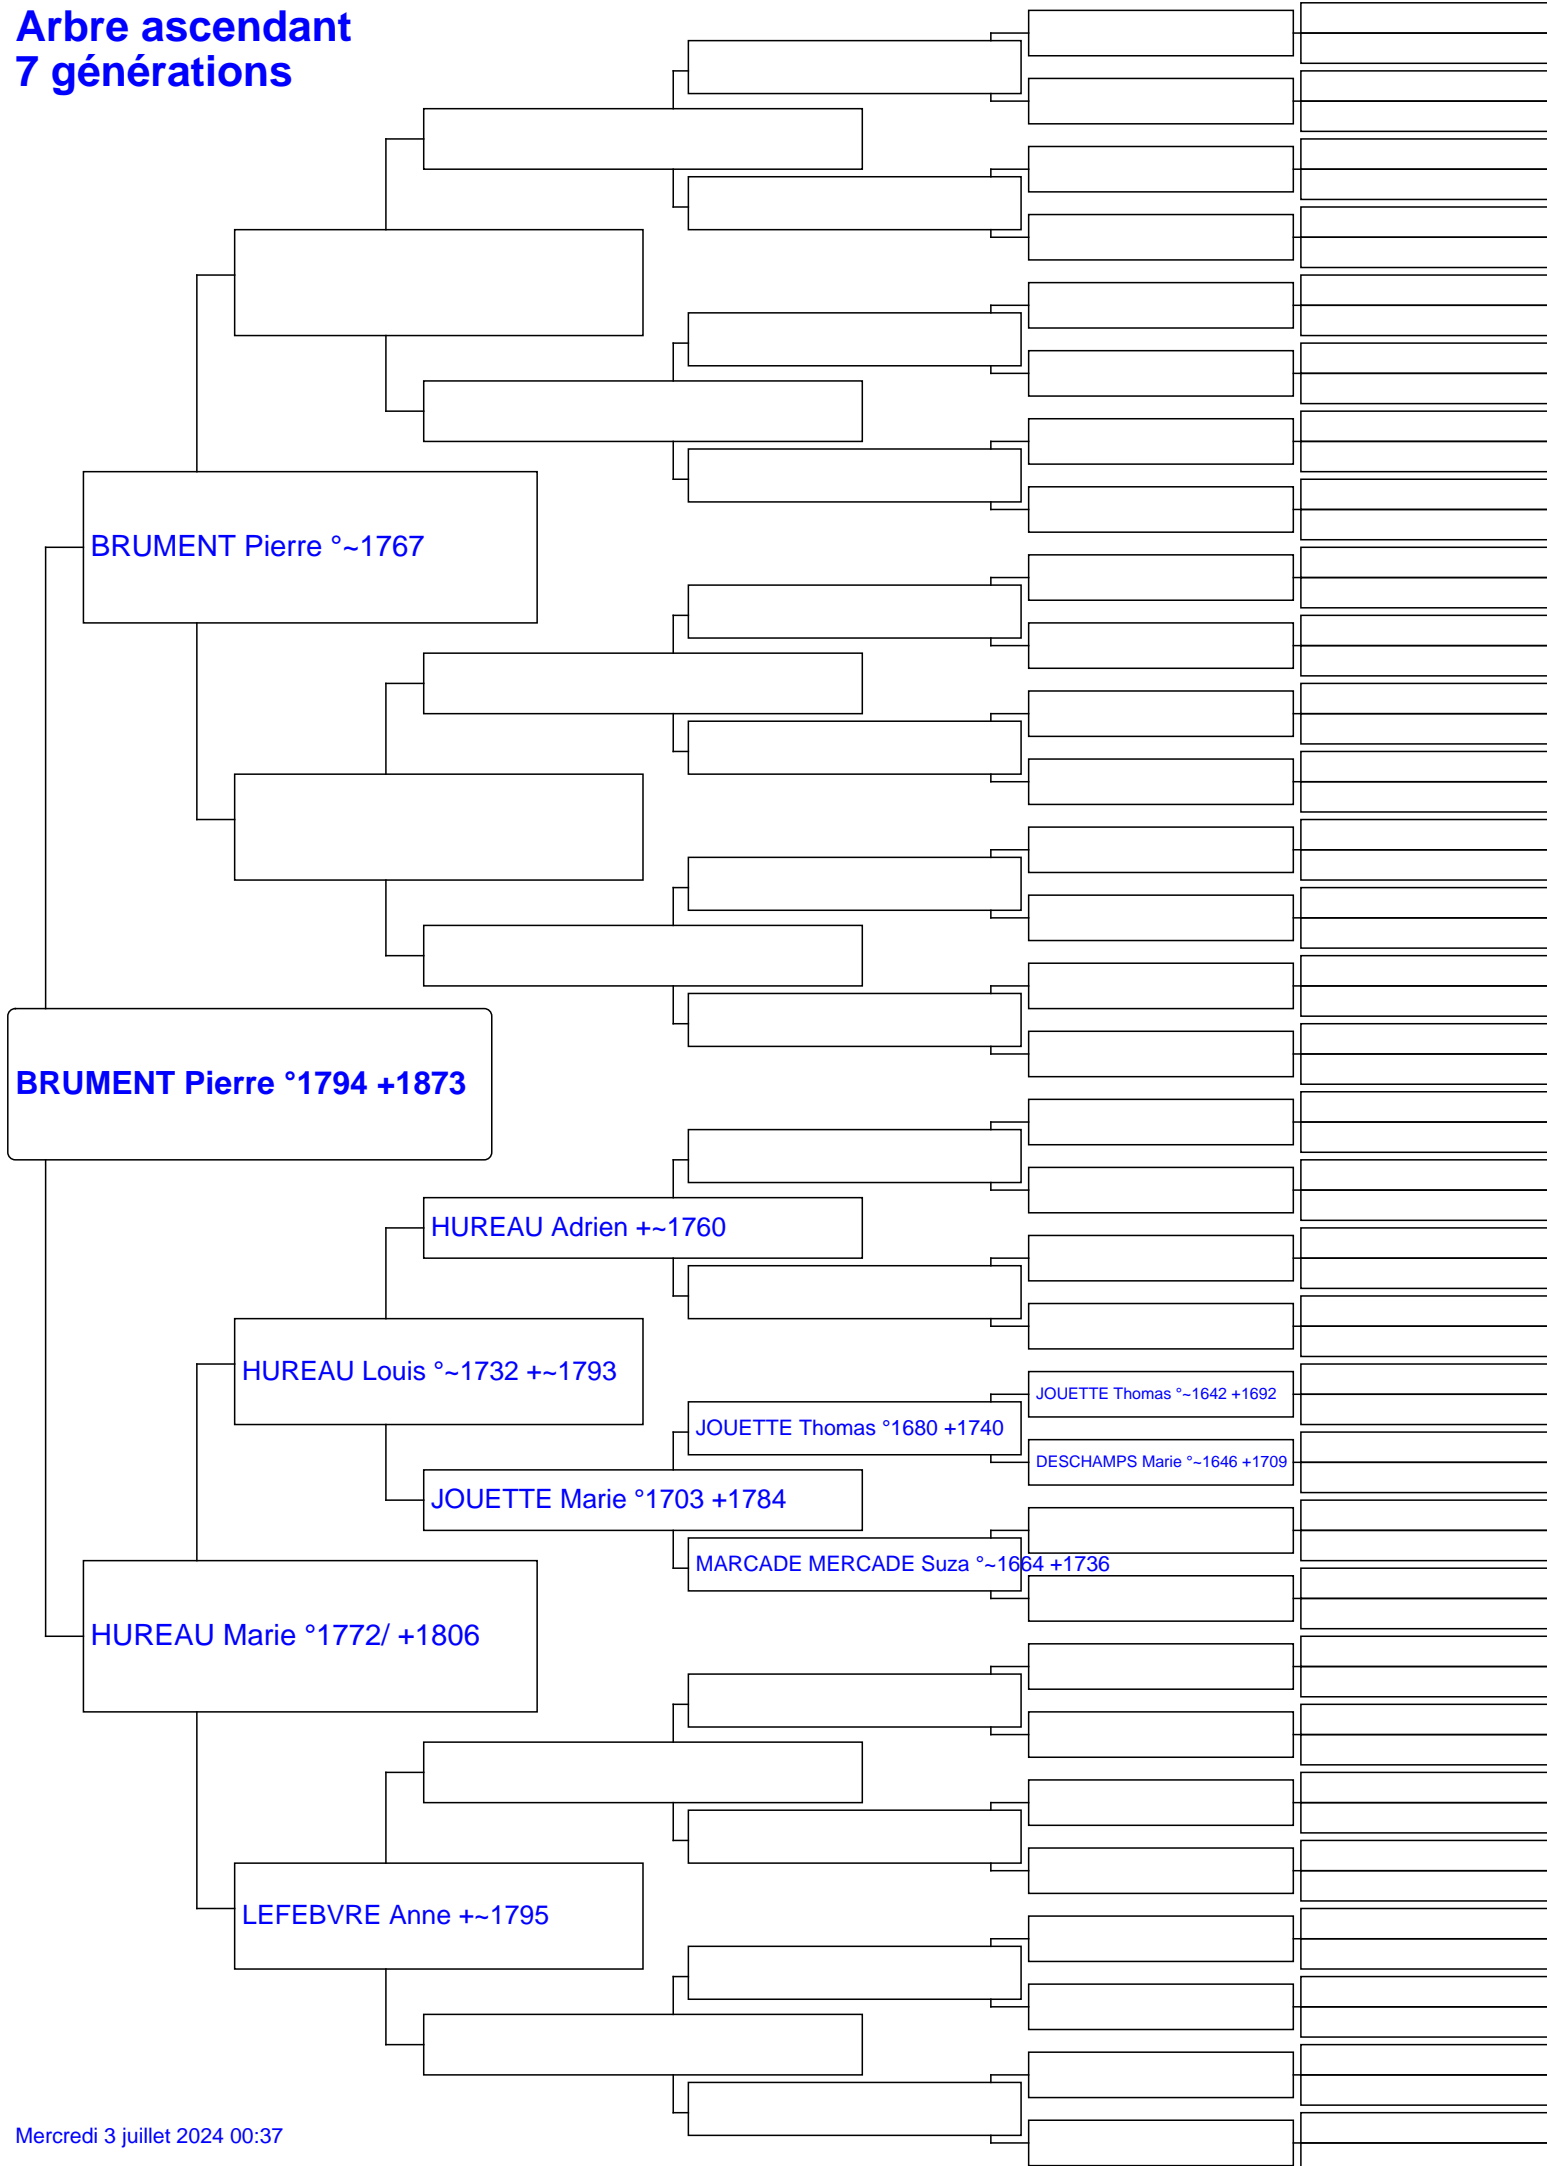 Arbre ascendant
7 générations
BRUMENT Pierre °~1767
BRUMENT Pierre °1794 +1873
HUREAU Adrien +~1760
HUREAU Louis °~1732 +~1793
JOUETTE Thomas °~1642 +1692
JOUETTE Thomas °1680 +1740
DESCHAMPS Marie °~1646 +1709
JOUETTE Marie °1703 +1784
MARCADE MERCADE Suza °~1664 +1736
HUREAU Marie °1772/ +1806
LEFEBVRE Anne +~1795
Mercredi 3 juillet 2024 00:37